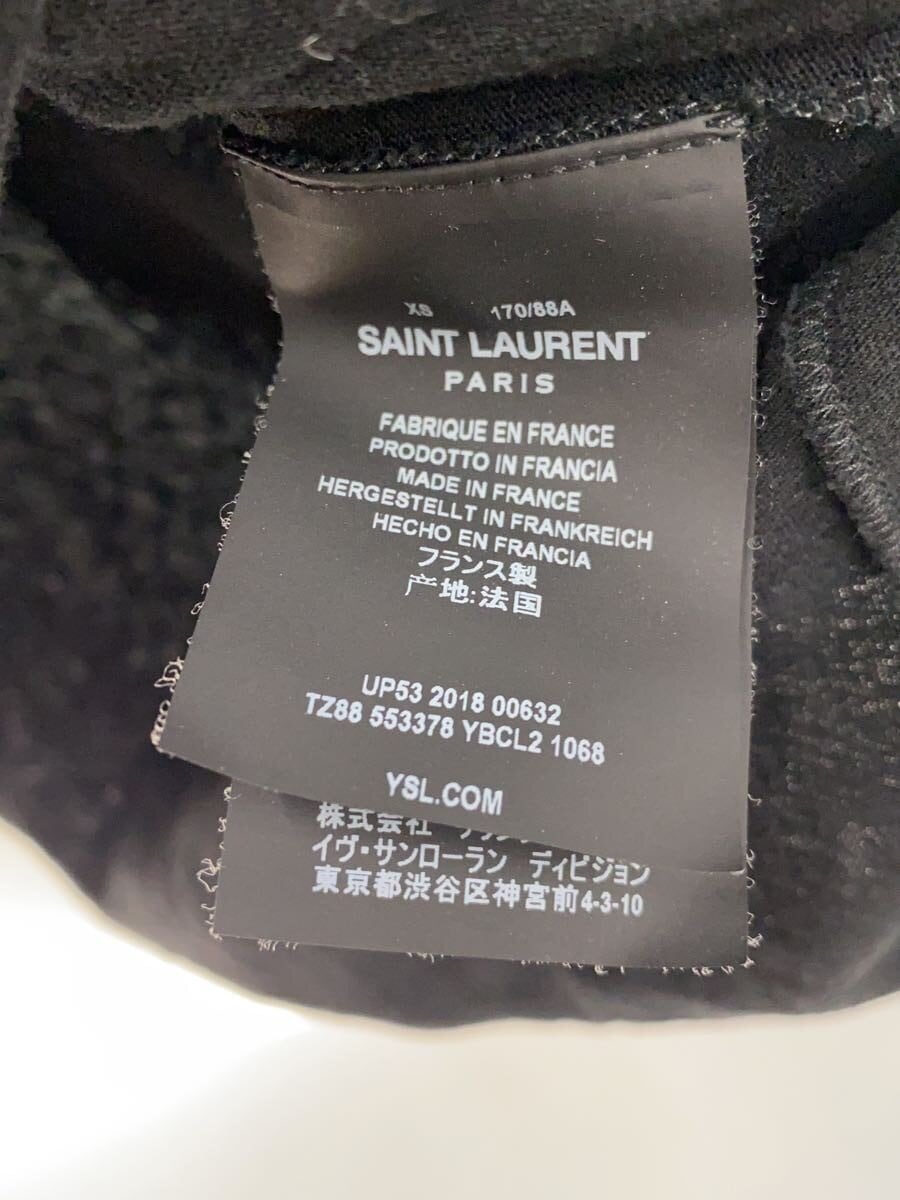 XS 170/88A
SAINT LAURENT
PARIS
FABRIQUE EN FRANCE
PRODOTTO IN FRANCIA
MADE IN FRANCE
HERGESTELLT IN FRANKREICH
HECHO EN FRANCIA
フランス製
产地:法国
UP53 2018 00632
TZ88 553378 YBCL2 1068
YSL.COM
株式会社
イヴ・サンローラン ディビジョン
東京都渋谷区神宮前4-3-10